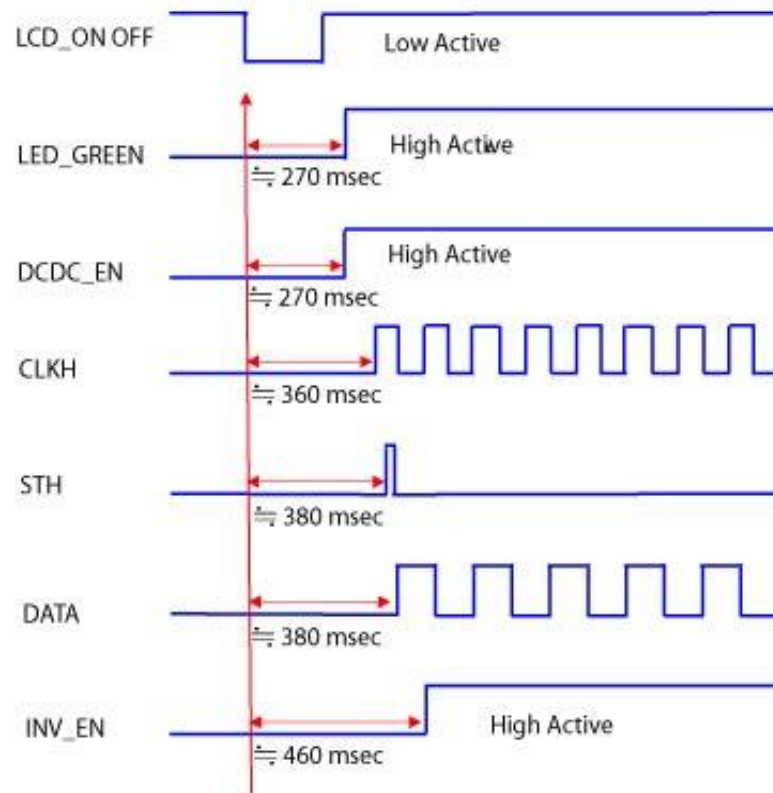 LCD_ON OFF
Low Active
LED_GREEN
High Active
≒ 270 msec
DCDC_EN
High Active
≒ 270 msec
CLKH
≒ 360 msec
STH
≒ 380 msec
DATA
≒ 380 msec
INV_EN
High Active
≒ 460 msec